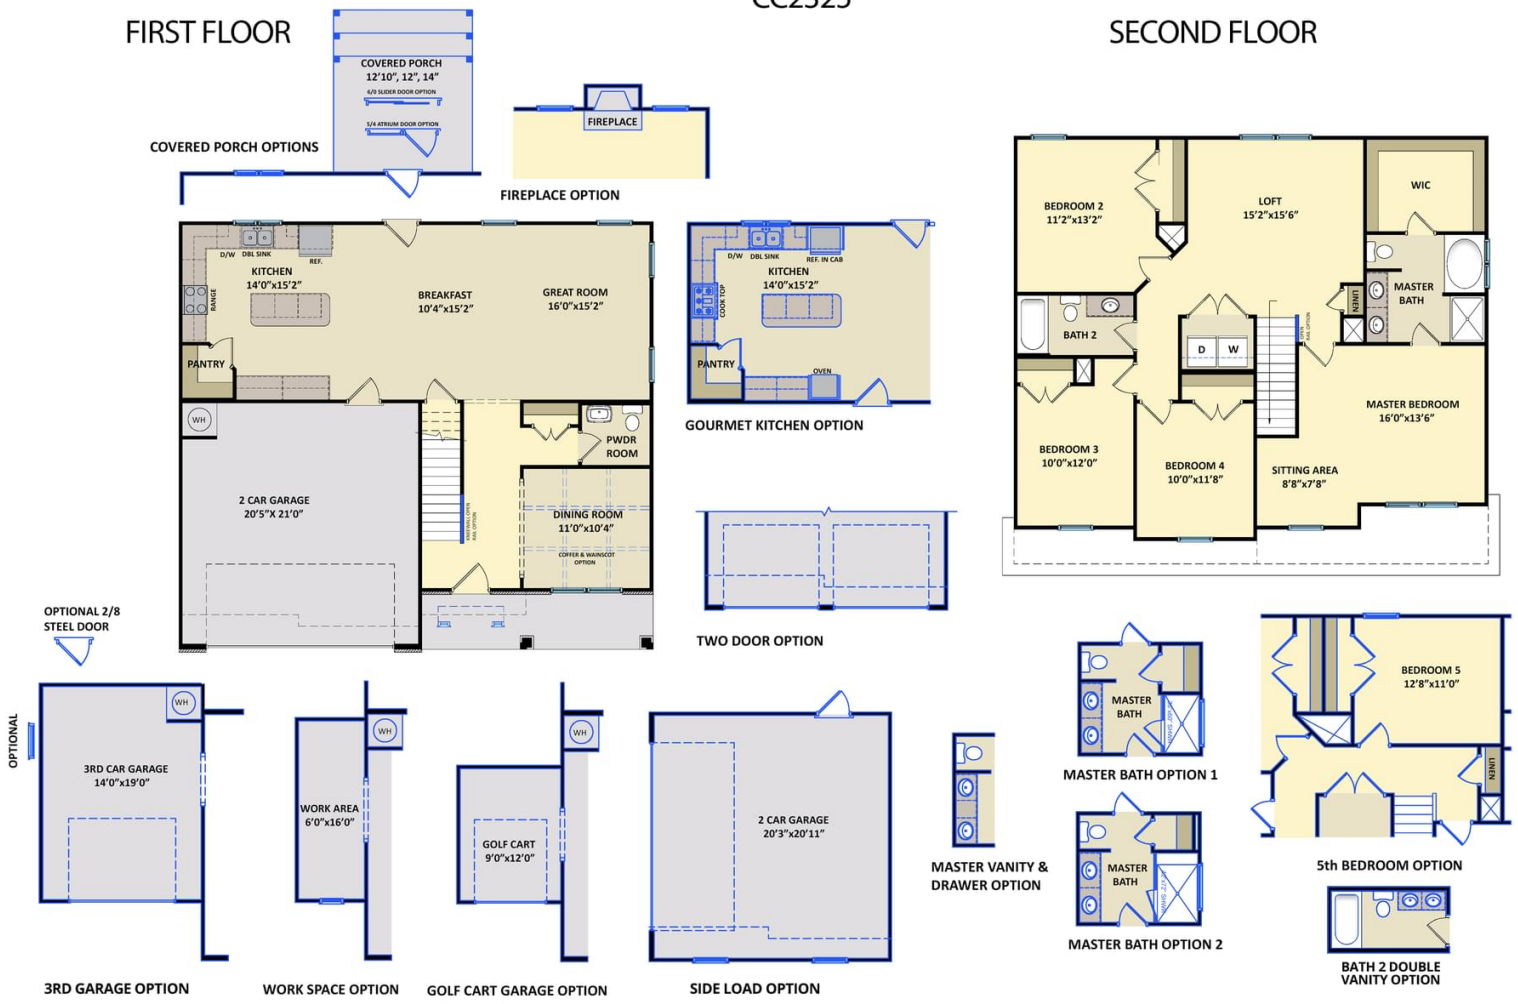 FIRST FLOOR
SECOND FLOOR
COVERED PORCH
12'10", 12", 14"
6/0 SLIDER DOOR OPTION
5/4 ATRIUM DOOR OPTION
COVERED PORCH OPTIONS
FIREPLACE
FIREPLACE OPTION
D/W
DBL SINK
REF.
KITCHEN
14'0"x15'2"
RANGE
PANTRY
BREAKFAST
10'4"x15'2"
GREAT ROOM
16'0"x15'2"
WH
2 CAR GARAGE
20'5"X 21'0"
PWDR
ROOM
DINING ROOM
11'0"x10'4"
COFFER & WAINSCOT
OPTION
KNEEWALL OPEN
RAIL OPTION
D/W
DBL SINK
REF. IN CAB
KITCHEN
14'0"x15'2"
COOK TOP
PANTRY
OVEN
GOURMET KITCHEN OPTION
TWO DOOR OPTION
BEDROOM 2
11'2"x13'2"
LOFT
15'2"x15'6"
WIC
MASTER
BATH
LINEN
BATH 2
D
W
OPEN
RAIL OPTION
MASTER BEDROOM
16'0"x13'6"
BEDROOM 3
10'0"x12'0"
BEDROOM 4
10'0"x11'8"
SITTING AREA
8'8"x7'8"
OPTIONAL 2/8
STEEL DOOR
OPTIONAL
WH
3RD CAR GARAGE
14'0"x19'0"
3RD GARAGE OPTION
WH
WORK AREA
6'0"x16'0"
WORK SPACE OPTION
WH
GOLF CART
9'0"x12'0"
GOLF CART GARAGE OPTION
2 CAR GARAGE
20'3"x20'11"
SIDE LOAD OPTION
MASTER VANITY &
DRAWER OPTION
MASTER
BATH
MASTER BATH OPTION 1
MASTER
BATH
MASTER BATH OPTION 2
BEDROOM 5
12'8"x11'0"
LINEN
5th BEDROOM OPTION
BATH 2 DOUBLE
VANITY OPTION